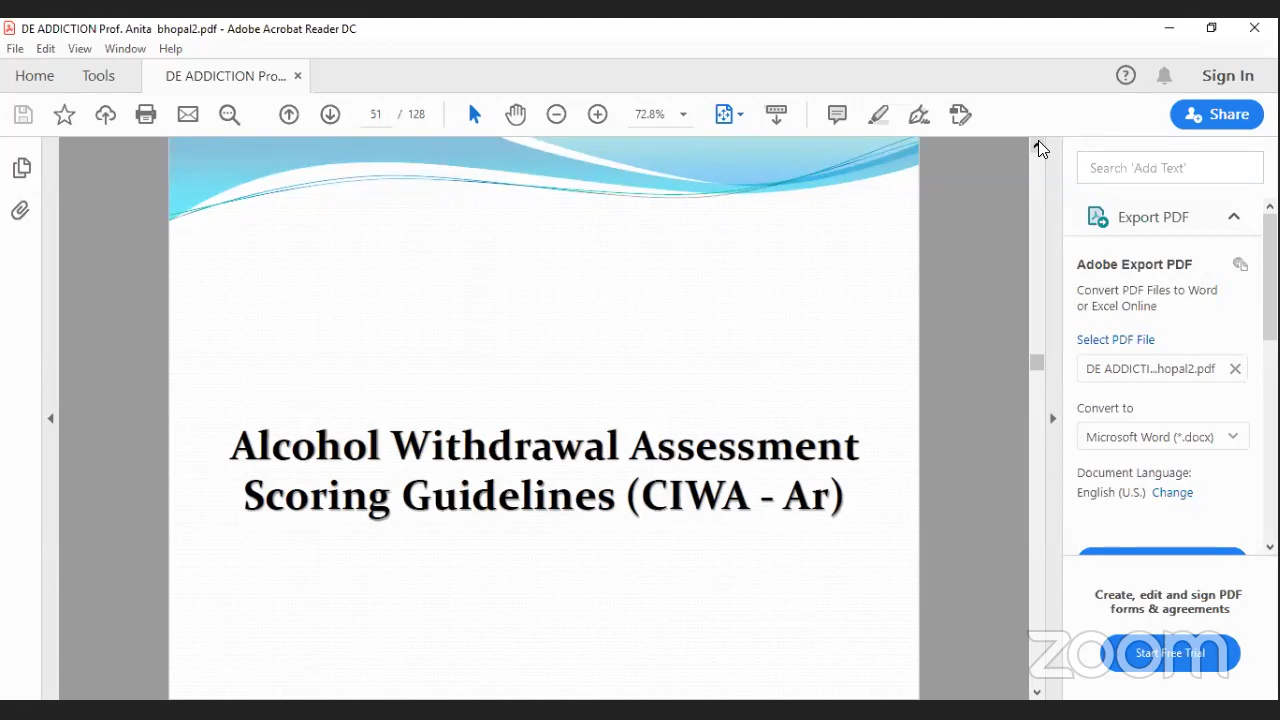 DE ADDICTION Prof. Anita bhopal2.pdf - Adobe Acrobat Reader DC
File Edit View Window Help
Home Tools DE ADDICTION Pro... × Sign In
51 / 128 72.8% Share
Search 'Add Text'
Export PDF
Adobe Export PDF
Convert PDF Files to Word
or Excel Online
Select PDF File
DE ADDICTI...hopal2.pdf
Convert to
Microsoft Word (*.docx)
Document Language:
English (U.S.) Change
Alcohol Withdrawal Assessment
Scoring Guidelines (CIWA - Ar)
Create, edit and sign PDF
forms & agreements
Start Free Trial
zoom